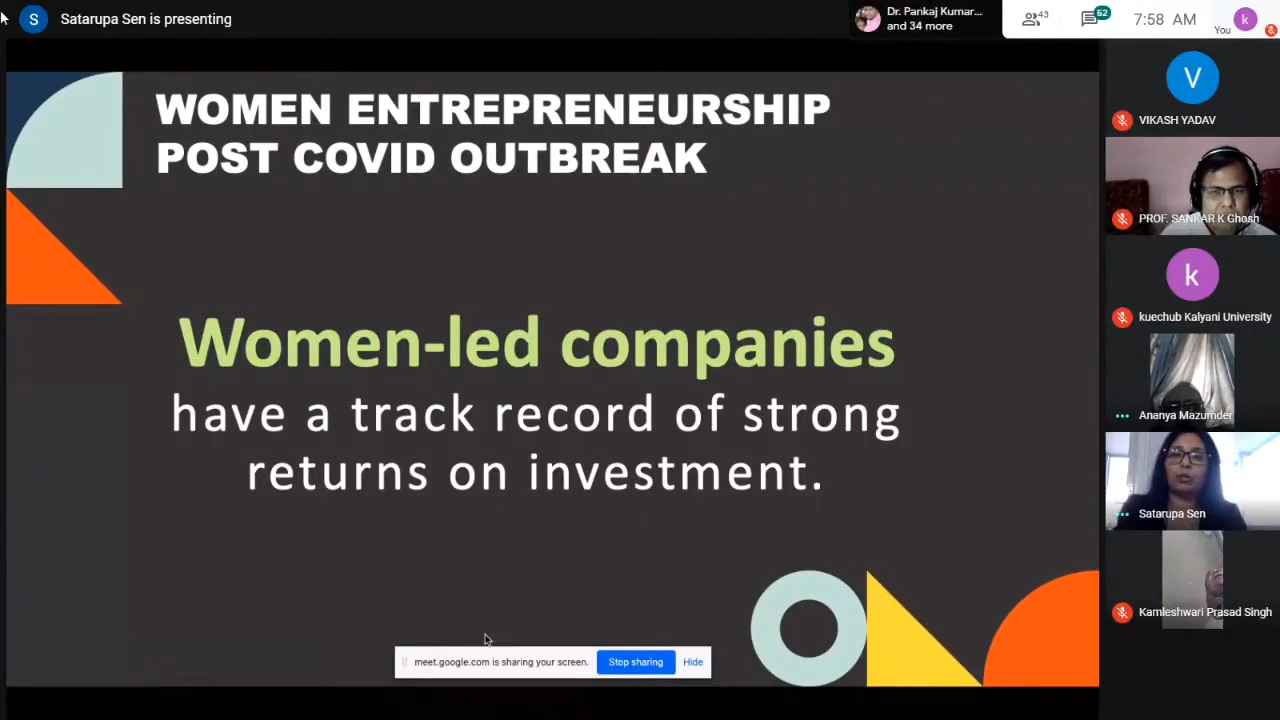 S
Satarupa Sen is presenting
Dr. Pankaj Kumar...
and 34 more
43
52
7:58 AM
You
k
WOMEN ENTREPRENEURSHIP
POST COVID OUTBREAK
Women-led companies
have a track record of strong
returns on investment.
meet.google.com is sharing your screen.
Stop sharing
Hide
V
VIKASH YADAV
PROF. SANKAR K Ghosh
k
kuechub Kalyani University
Ananya Mazumder
Satarupa Sen
Kamleshwari Prasad Singh